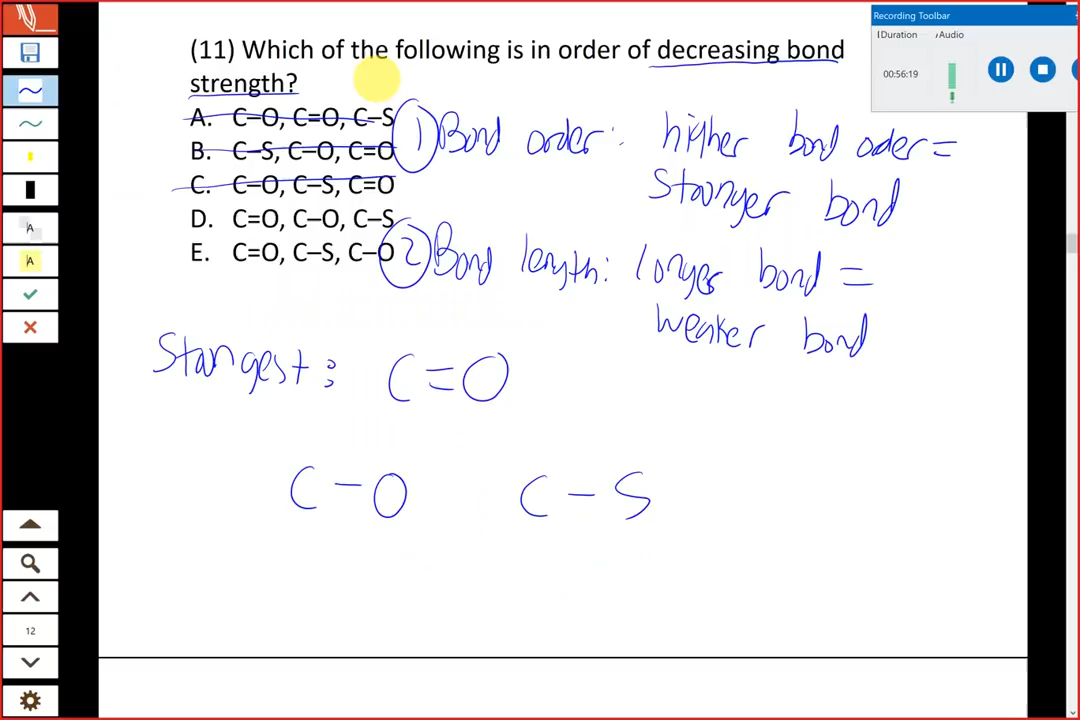 Recording Toolbar
Duration Audio
00:56:19
(11) Which of the following is in order of decreasing bond
strength?
A. C–O, C=O, C–S
B. C–S, C–O, C=O
C. C–O, C–S, C=O
D. C=O, C–O, C–S
E. C=O, C–S, C–O
1 Bond order: higher bond oder =
Stronger bond
2 Bond length: longer bond =
weaker bond
Strongest: C=O
C-O C-S
A
A
12